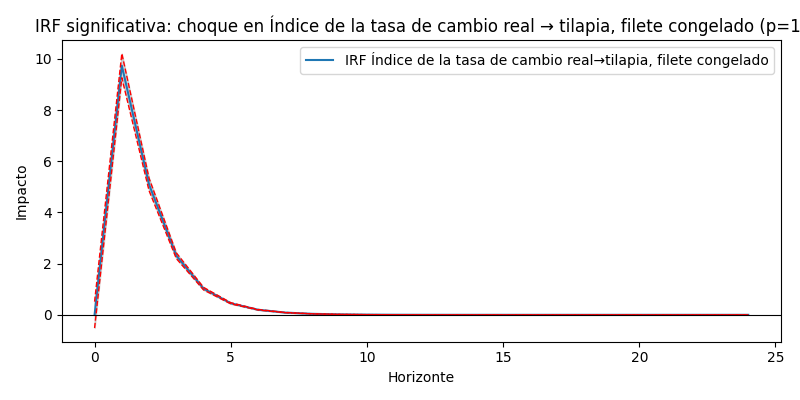 IRF significativa: choque en Índice de la tasa de cambio real → tilapia, filete congelado (p=1
IRF Índice de la tasa de cambio real→tilapia, filete congelado
Impacto
10
8
6
4
2
0
0 5 10 15 20 25
Horizonte